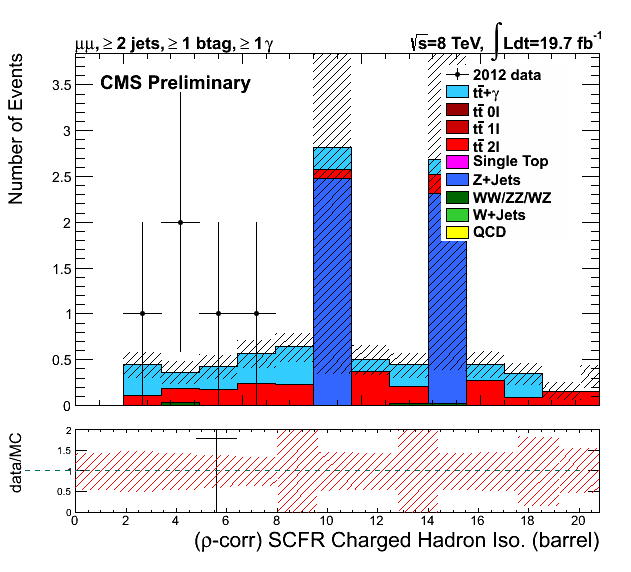 μμ, ≥ 2 jets, ≥ 1 btag, ≥ 1 γ
√s=8 TeV, ∫Ldt=19.7 fb⁻¹
CMS Preliminary
Number of Events
3.5
3
2.5
2
1.5
1
0.5
0
2012 data
tt̄+γ
tt̄ 0l
tt̄ 1l
tt̄ 2l
Single Top
Z+Jets
WW/ZZ/WZ
W+Jets
QCD
data/MC
2
1.5
1
0.5
0
0 2 4 6 8 10 12 14 16 18 20
(ρ-corr) SCFR Charged Hadron Iso. (barrel)